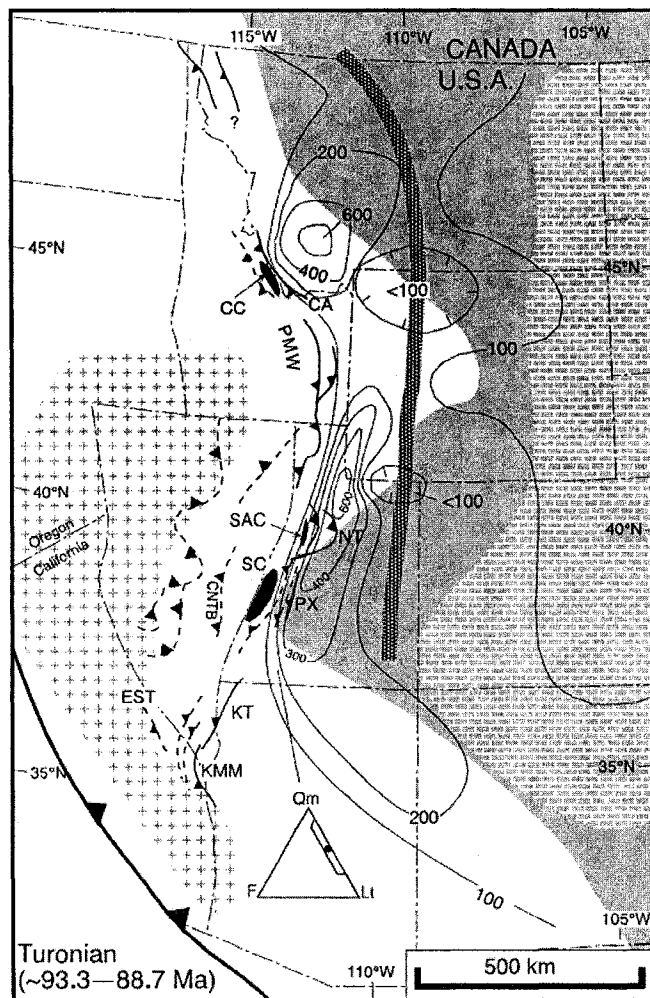 115°W
110°W
105°W
CANADA
U.S.A.
?
200
600
45°N
45°N
400
<100
CC
CA
PMW
100
40°N
600
<100
Oregon
California
SAC
NT
40°N
SC
400
CNTB
PX
300
EST
KT
35°N
KMM
35°N
Qm
200
F
Lt
100
105°W
Turonian
(~93.3—88.7 Ma)
110°W
500 km